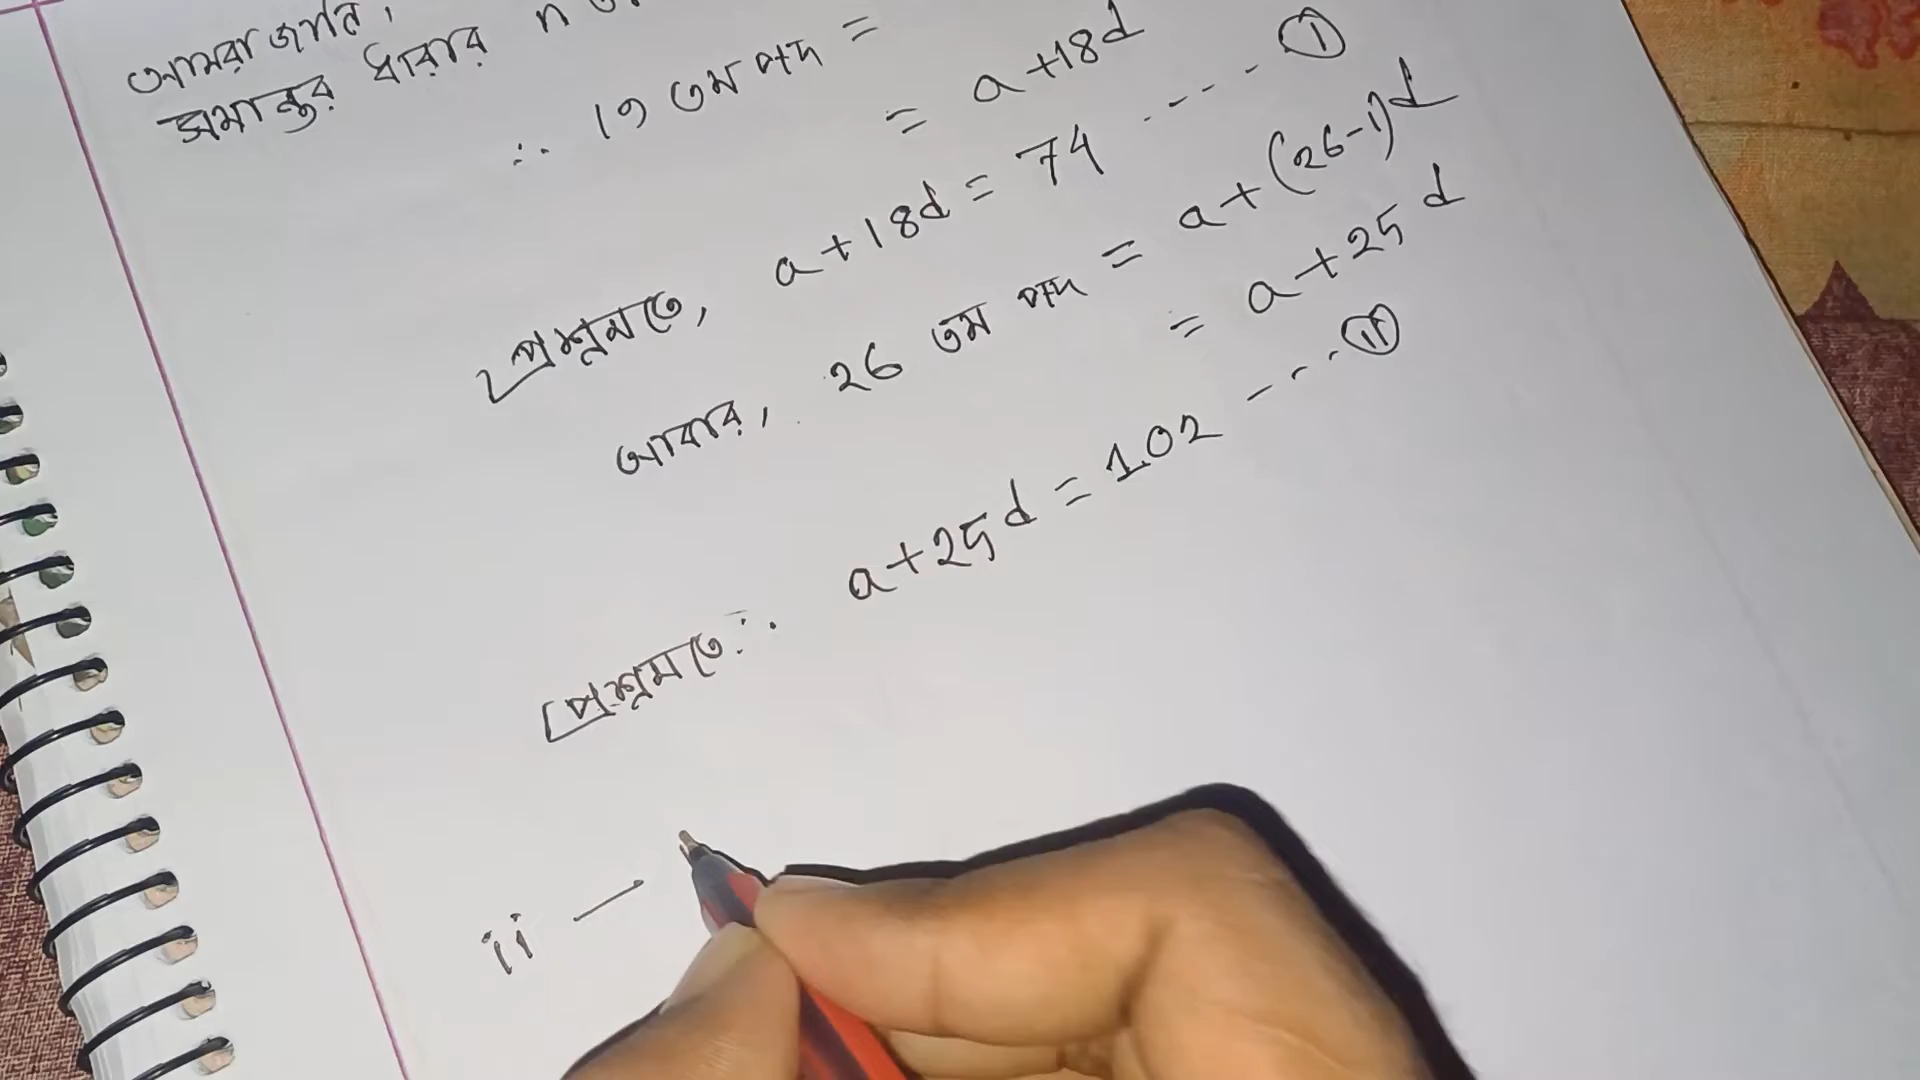 আমরা জানি,
সমান্তর ধারার n
∴ 19 তম পদ =
= a+18d
প্রশ্নমতে, a+18d = 74 ---- (i)
আবার, 26 তম পদ = a+(26-1)d
= a+25d
প্রশ্নমতে ∴ a+25d = 102 ---- (ii)
ii —